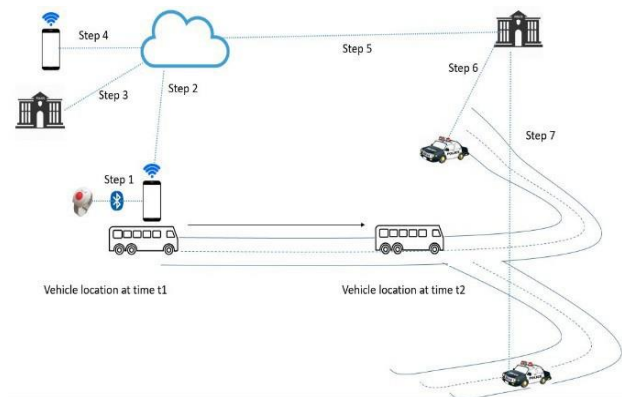 Step 4
Step 5
Step 2
Step 3
Step 6
Step 7
Step 1
Vehicle location at time t1
Vehicle location at time t2
POLICE